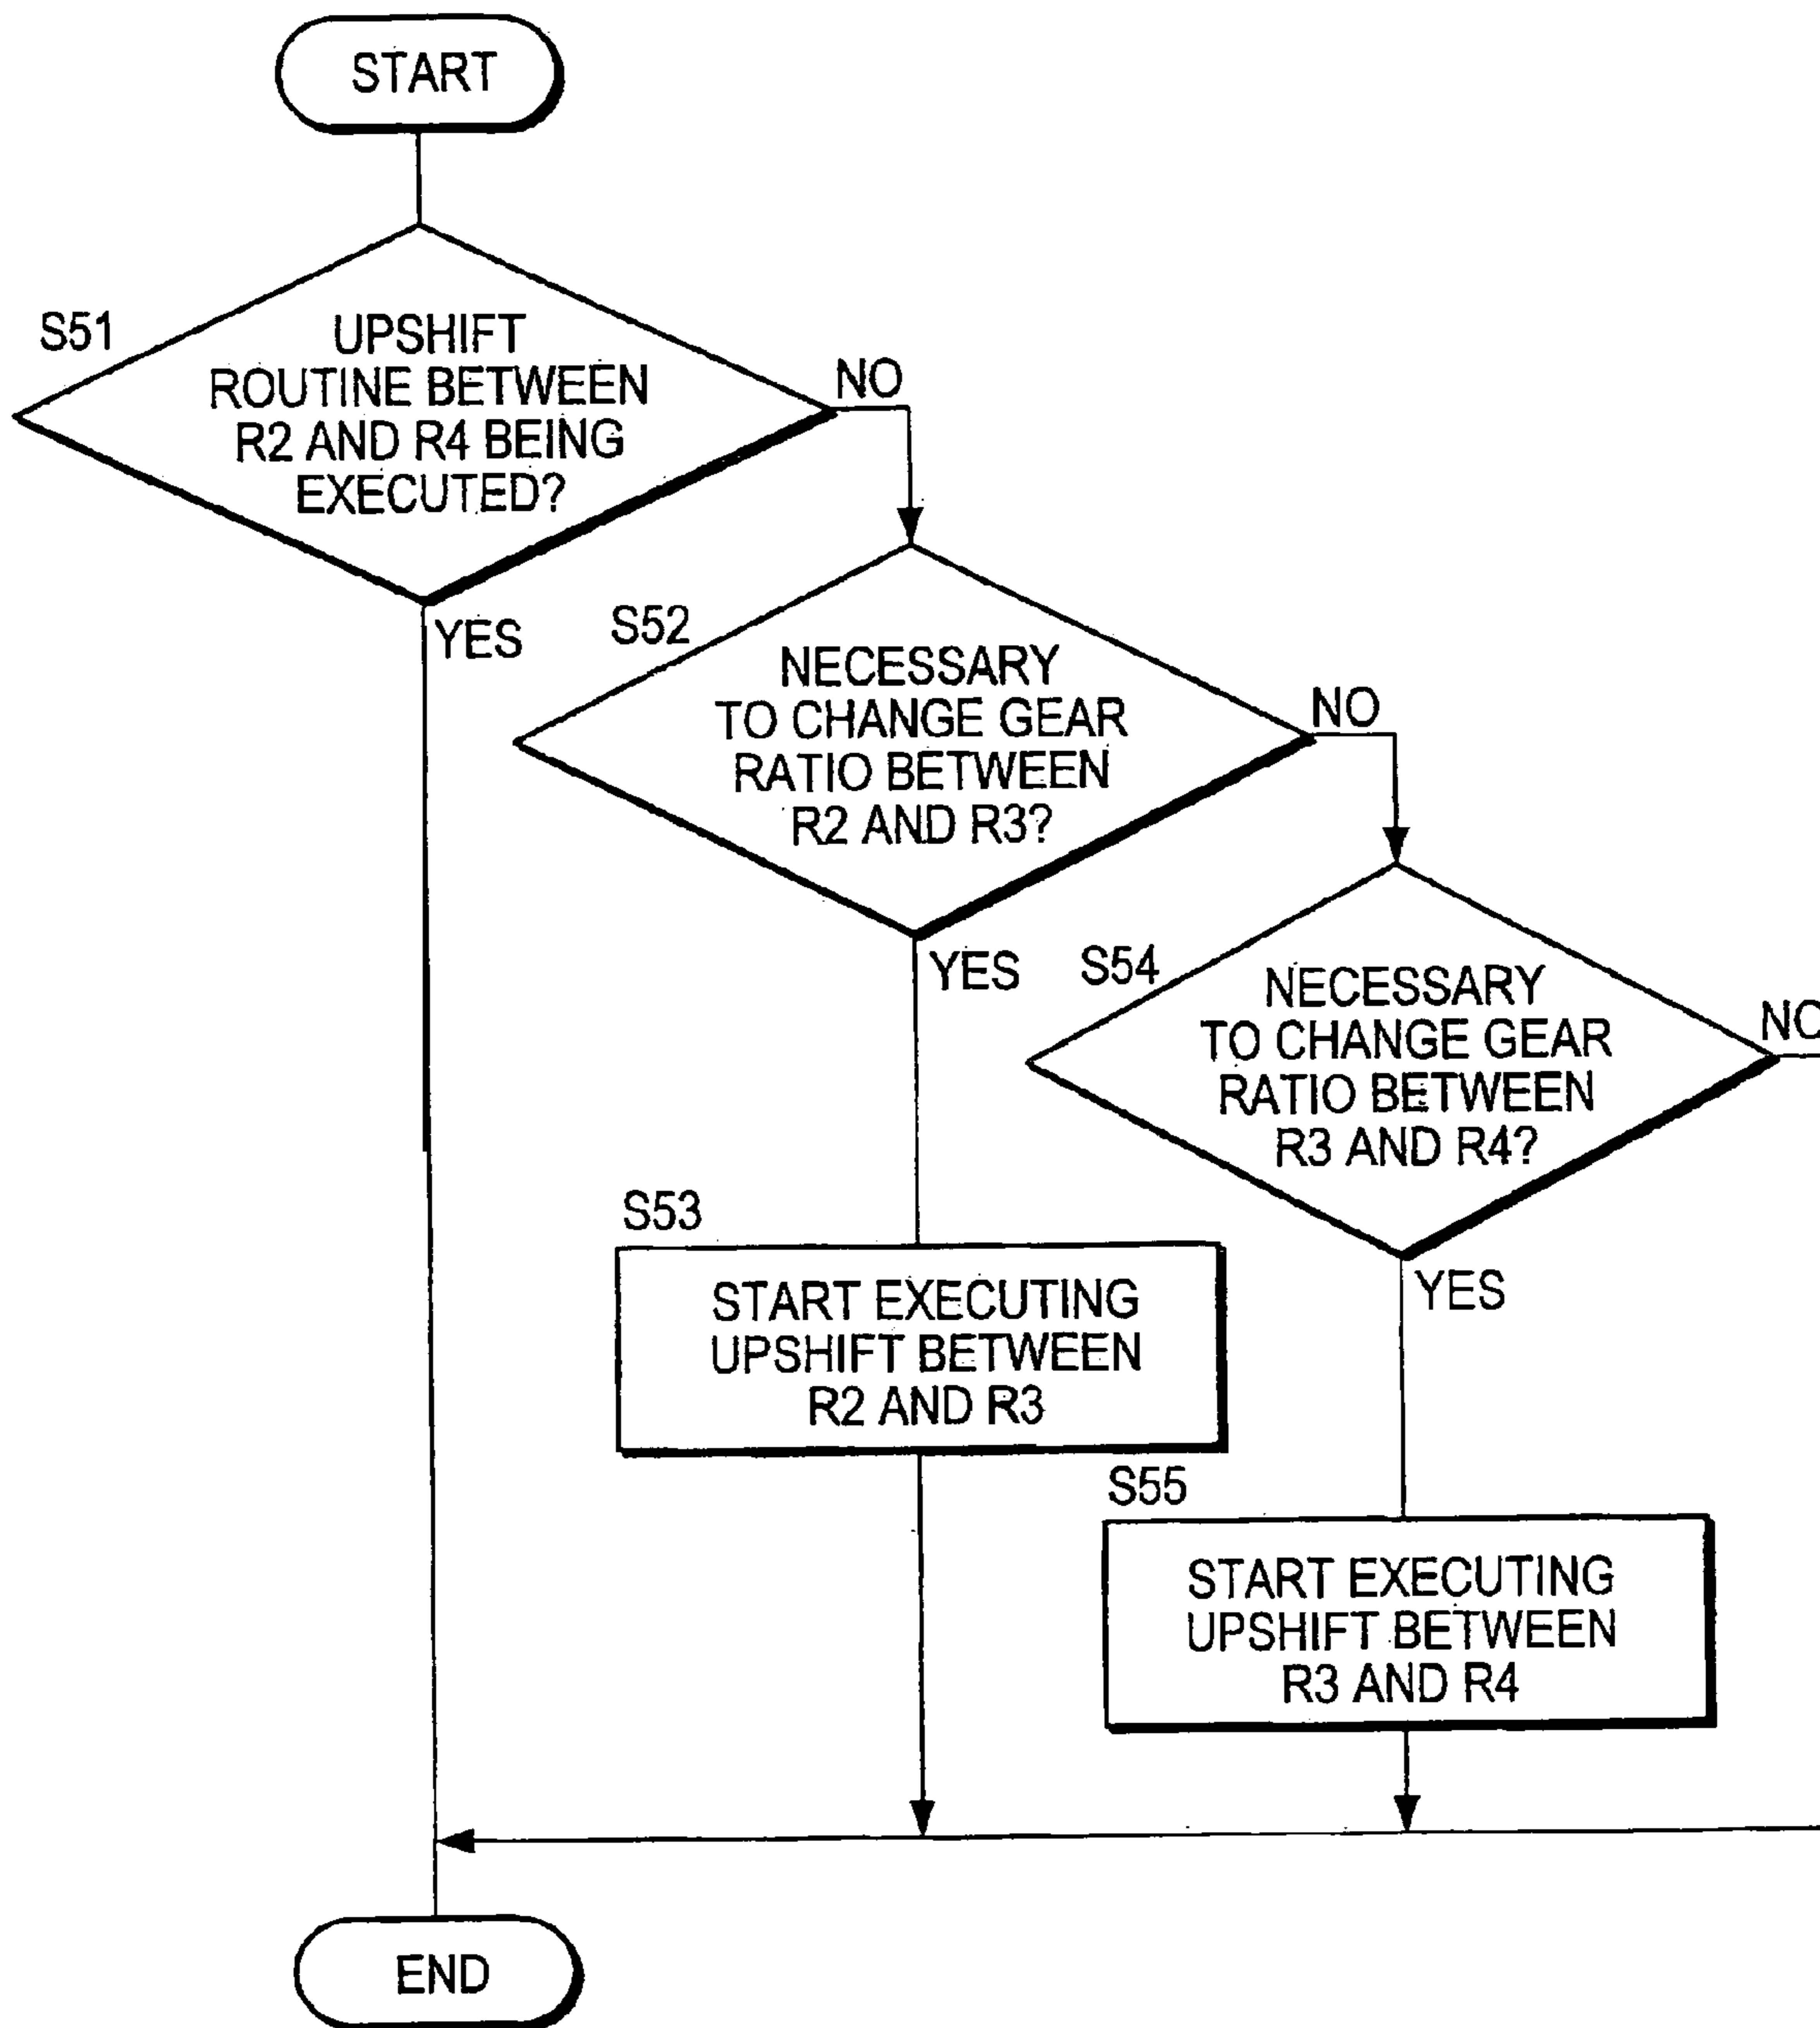 START
S51
UPSHIFT
ROUTINE BETWEEN
R2 AND R4 BEING
EXECUTED?
NO
YES
S52
NECESSARY
TO CHANGE GEAR
RATIO BETWEEN
R2 AND R3?
NO
YES
S54
NECESSARY
TO CHANGE GEAR
RATIO BETWEEN
R3 AND R4?
NO
YES
S53
START EXECUTING
UPSHIFT BETWEEN
R2 AND R3
S55
START EXECUTING
UPSHIFT BETWEEN
R3 AND R4
END